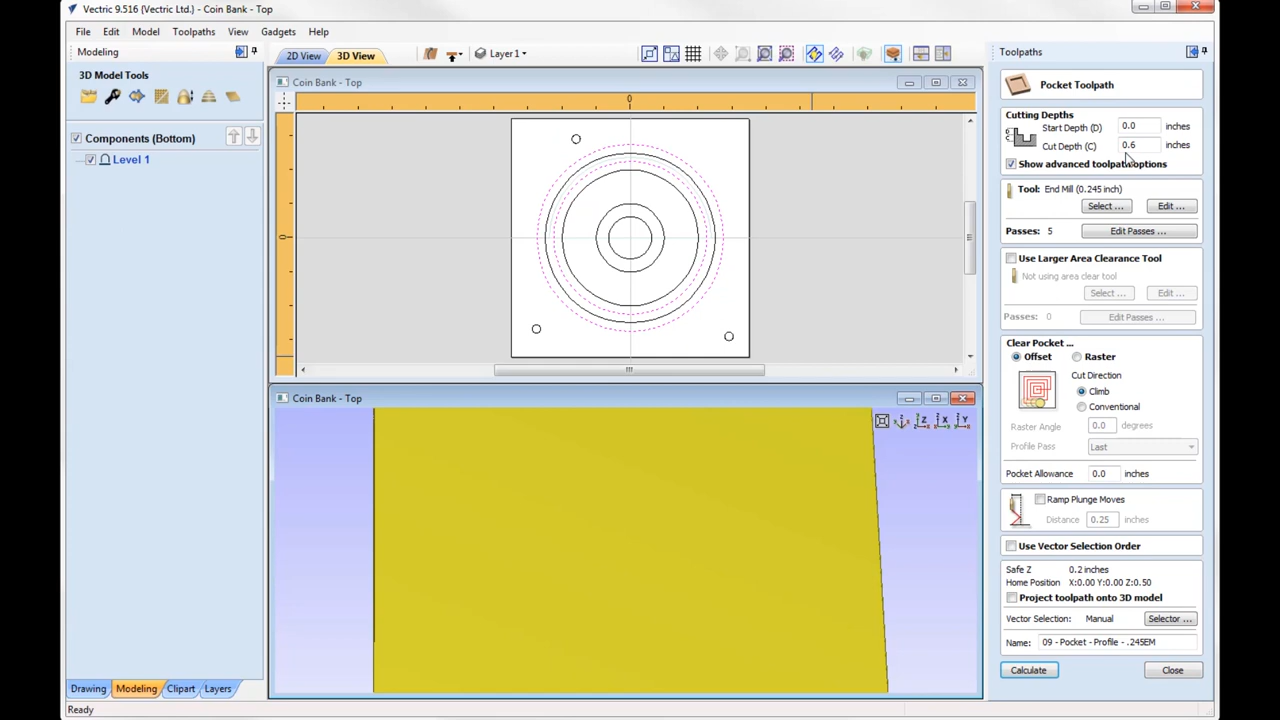 Vectric 9.516 (Vectric Ltd.) - Coin Bank - Top
File Edit Model Toolpaths View Gadgets Help
Modeling
3D Model Tools
Components (Bottom)
Level 1
Drawing Modeling Clipart Layers
Ready
2D View 3D View Layer 1
Coin Bank - Top
0
0
Coin Bank - Top
Z X Y
Toolpaths
Pocket Toolpath
Cutting Depths
Start Depth (D) 0.0 inches
Cut Depth (C) 0.6 inches
Show advanced toolpath options
Tool: End Mill (0.245 inch)
Select ... Edit ...
Passes: 5 Edit Passes ...
Use Larger Area Clearance Tool
Not using area clear tool
Select ... Edit ...
Passes: 0 Edit Passes ...
Clear Pocket ...
Offset Raster
Cut Direction
Climb
Conventional
Raster Angle 0.0 degrees
Profile Pass Last
Pocket Allowance 0.0 inches
Ramp Plunge Moves
Distance 0.25 inches
Use Vector Selection Order
Safe Z 0.2 inches
Home Position X:0.00 Y:0.00 Z:0.50
Project toolpath onto 3D model
Vector Selection: Manual Selector ...
Name: 09 - Pocket - Profile - .245EM
Calculate Close